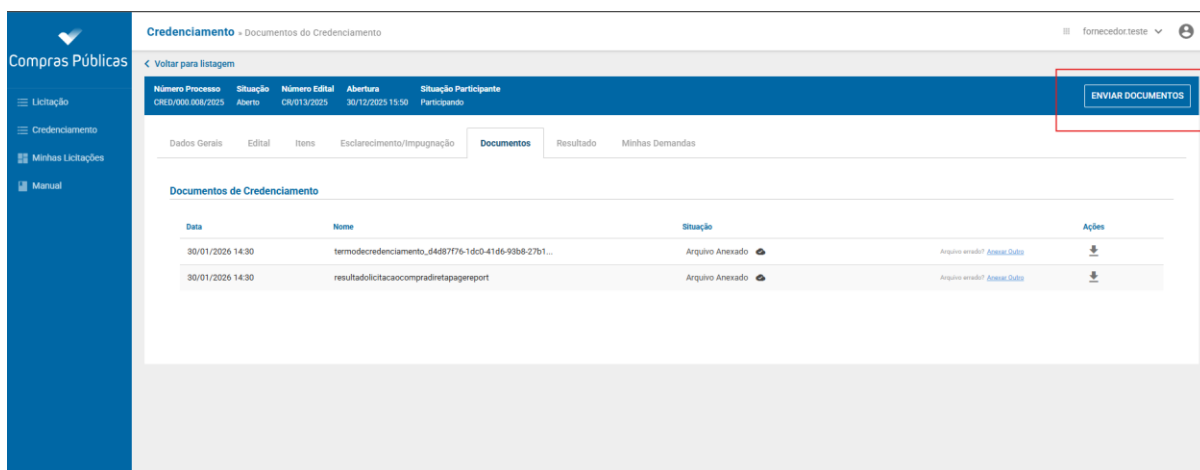 Compras Públicas
Licitação
Credenciamento
Minhas Licitações
Manual
Credenciamento » Documentos do Credenciamento
fornecedor.teste
Voltar para listagem
Número Processo Situação Número Edital Abertura Situação Participante
CRED/000.008/2025 Aberto CR/013/2025 30/12/2025 15:50 Participando
ENVIAR DOCUMENTOS
Dados Gerais Edital Itens Esclarecimento/Impugnação Documentos Resultado Minhas Demandas
Documentos de Credenciamento
Data Nome Situação Ações
30/01/2026 14:30 termodecredenciamento_d4d87f76-1dc0-41d6-93b8-27b1... Arquivo Anexado Arquivo errado? Anexar Outro
30/01/2026 14:30 resultadolicitacaocompradiretapagereport Arquivo Anexado Arquivo errado? Anexar Outro